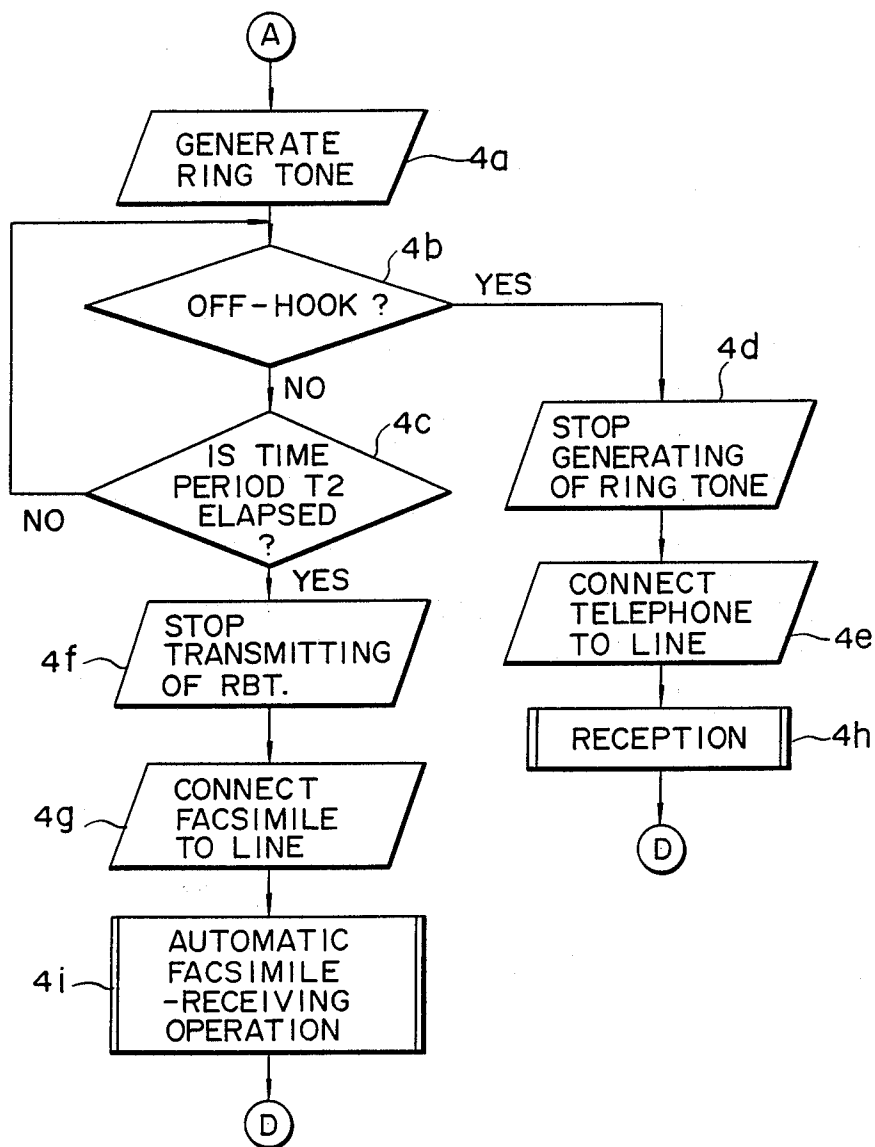 A
GENERATE
RING TONE
4a
4b
OFF-HOOK ?
YES
NO
4c
IS TIME
PERIOD T2
ELAPSED
?
NO
YES
4d
STOP
GENERATING
OF RING TONE
4f
STOP
TRANSMITTING
OF RBT.
CONNECT
TELEPHONE
TO LINE
4e
RECEPTION
4h
D
4g
CONNECT
FACSIMILE
TO LINE
4i
AUTOMATIC
FACSIMILE
-RECEIVING
OPERATION
D